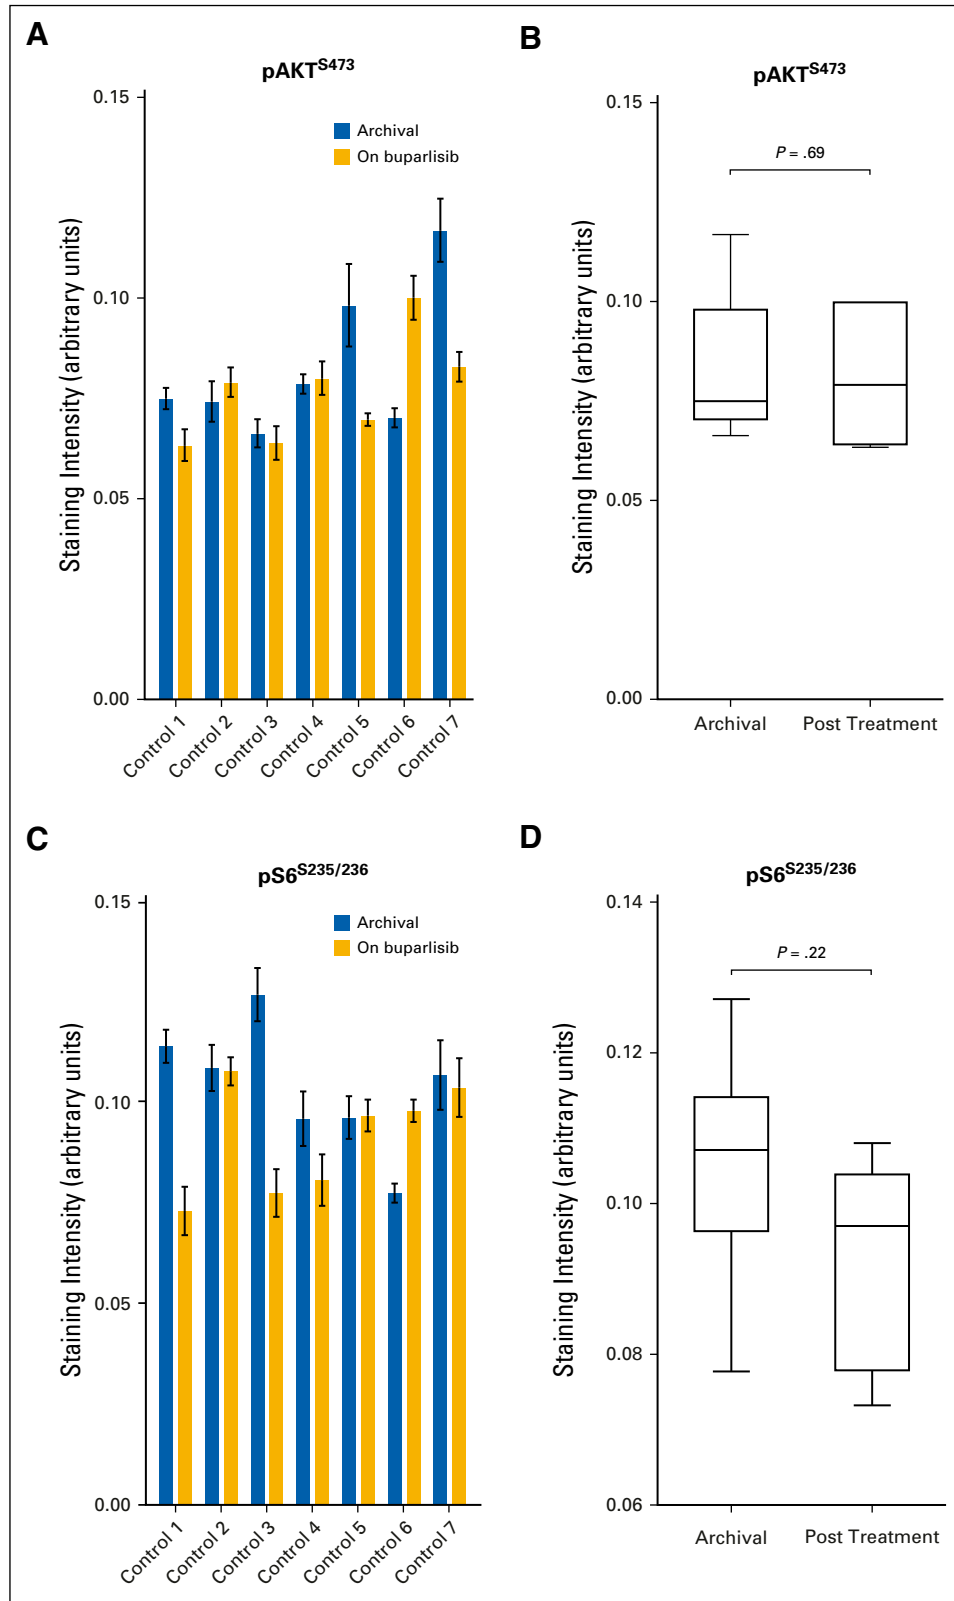 A
pAKTS473
Staining Intensity (arbitrary units)
0.15
0.10
0.05
0.00
Archival
On buparlisib
Control 1
Control 2
Control 3
Control 4
Control 5
Control 6
Control 7
B
pAKTS473
Staining Intensity (arbitrary units)
0.15
0.10
0.05
0.00
P = .69
Archival
Post Treatment
C
pS6S235/236
Staining Intensity (arbitrary units)
0.15
0.10
0.05
0.00
Archival
On buparlisib
Control 1
Control 2
Control 3
Control 4
Control 5
Control 6
Control 7
D
pS6S235/236
Staining Intensity (arbitrary units)
0.14
0.12
0.10
0.08
0.06
P = .22
Archival
Post Treatment